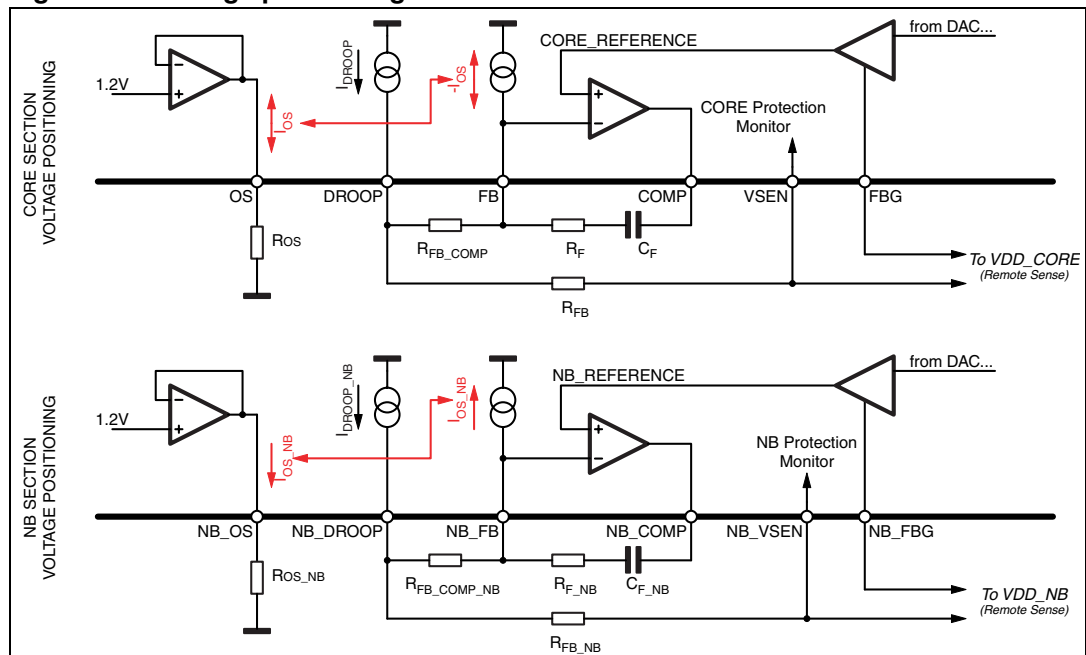 CORE SECTION
VOLTAGE POSITIONING
1.2V
IOS
IDROOP
-IOS
CORE_REFERENCE
from DAC...
CORE Protection
Monitor
OS
DROOP
FB
COMP
VSEN
FBG
ROS
RFB_COMP
RF
CF
To VDD_CORE
(Remote Sense)
RFB
NB SECTION
VOLTAGE POSITIONING
1.2V
IOS_NB
IDROOP_NB
IOS_NB
NB_REFERENCE
from DAC...
NB Protection
Monitor
NB_OS
NB_DROOP
NB_FB
NB_COMP
NB_VSEN
NB_FBG
ROS_NB
RFB_COMP_NB
RF_NB
CF_NB
To VDD_NB
(Remote Sense)
RFB_NB